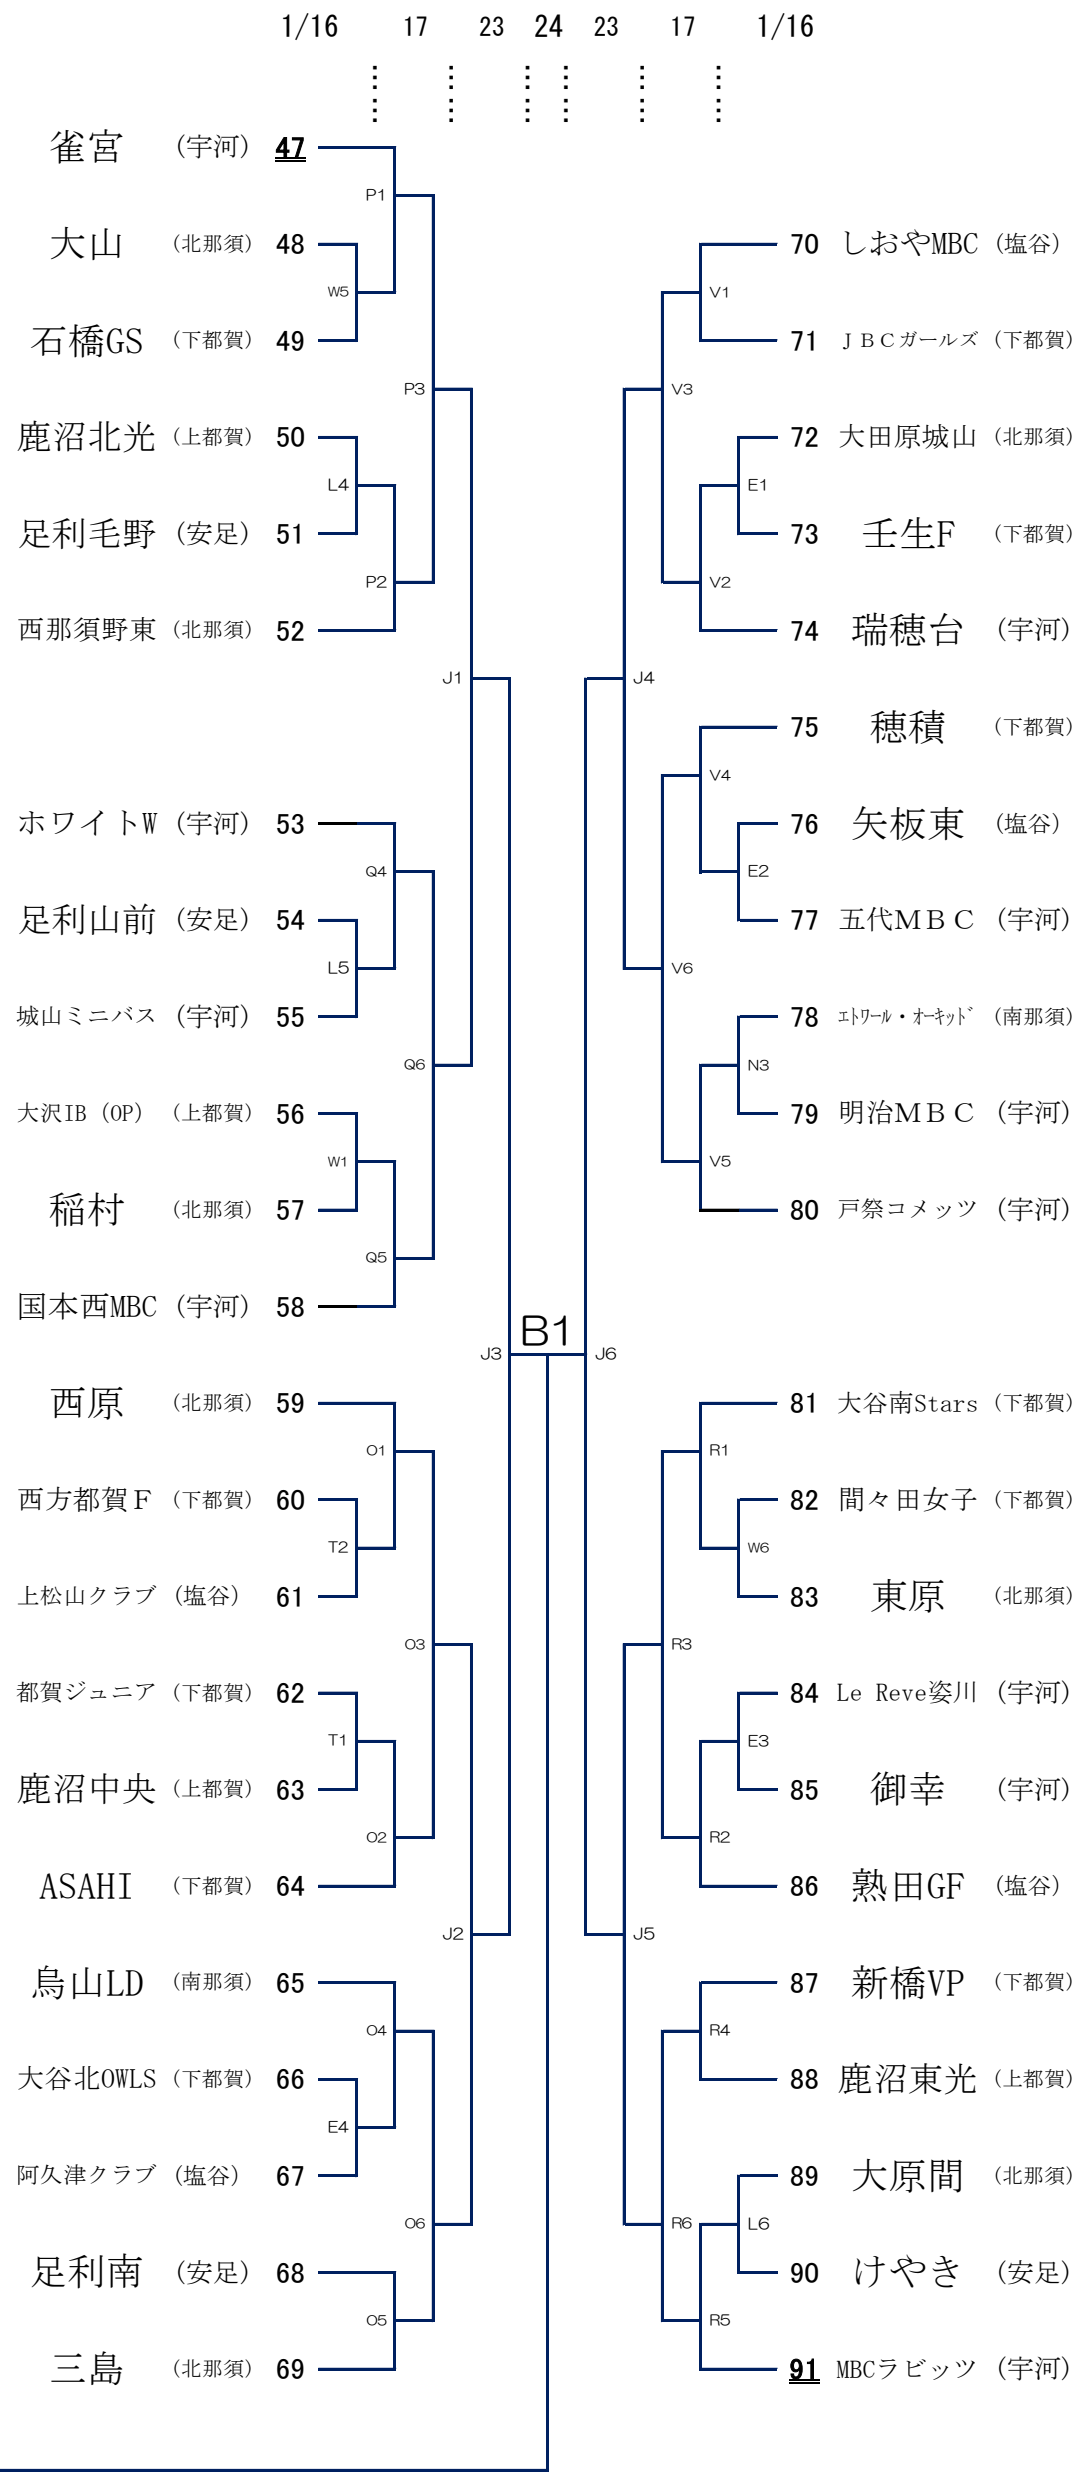 1/16 17 23 24 23 17 1/16
雀宮 (宇河) 47
P1
大山 (北那須) 48
W5
石橋GS (下都賀) 49
P3
鹿沼北光 (上都賀) 50
L4
足利毛野 (安足) 51
P2
西那須野東 (北那須) 52
J1
ホワイトW (宇河) 53
Q4
足利山前 (安足) 54
L5
城山ミニバス (宇河) 55
Q6
大沢IB (OP) (上都賀) 56
W1
稲村 (北那須) 57
Q5
国本西MBC (宇河) 58
J3
西原 (北那須) 59
O1
西方都賀F (下都賀) 60
T2
上松山クラブ (塩谷) 61
O3
都賀ジュニア (下都賀) 62
T1
鹿沼中央 (上都賀) 63
O2
ASAHI (下都賀) 64
J2
烏山LD (南那須) 65
O4
大谷北OWLS (下都賀) 66
E4
阿久津クラブ (塩谷) 67
O6
足利南 (安足) 68
O5
三島 (北那須) 69
B1
70 しおやMBC (塩谷)
V1
71 JBCガールズ (下都賀)
V3
72 大田原城山 (北那須)
E1
73 壬生F (下都賀)
V2
74 瑞穂台 (宇河)
J4
75 穂積 (下都賀)
V4
76 矢板東 (塩谷)
E2
77 五代MBC (宇河)
V6
78 エトワール・オーキッド (南那須)
N3
79 明治MBC (宇河)
V5
80 戸祭コメッツ (宇河)
J6
81 大谷南Stars (下都賀)
R1
82 間々田女子 (下都賀)
W6
83 東原 (北那須)
R3
84 Le Reve姿川 (宇河)
E3
85 御幸 (宇河)
R2
86 熟田GF (塩谷)
J5
87 新橋VP (下都賀)
R4
88 鹿沼東光 (上都賀)
89 大原間 (北那須)
R6 L6
90 けやき (安足)
R5
91 MBCラビッツ (宇河)